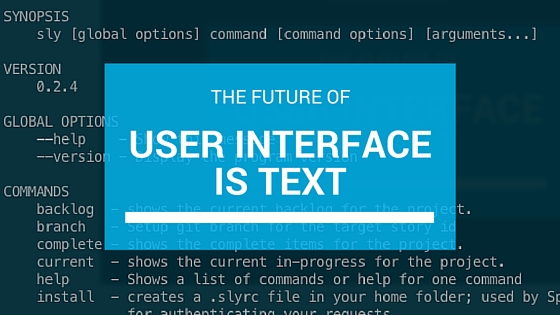 SYNOPSIS
sly [global options] command [command options] [arguments...]
VERSION
0.2.4
THE FUTURE OF
USER INTERFACE
IS TEXT
GLOBAL OPTIONS
--help -
--version - Display the program version
COMMANDS
backlog - shows the current backlog for the project.
branch - Setup git branch for the target story id
complete - shows the complete items for the project.
current - shows the current in-progress for the project.
help - Shows a list of commands or help for one command
install - creates a .slyrc file in your home folder; used by Sp
for authenticating your requests